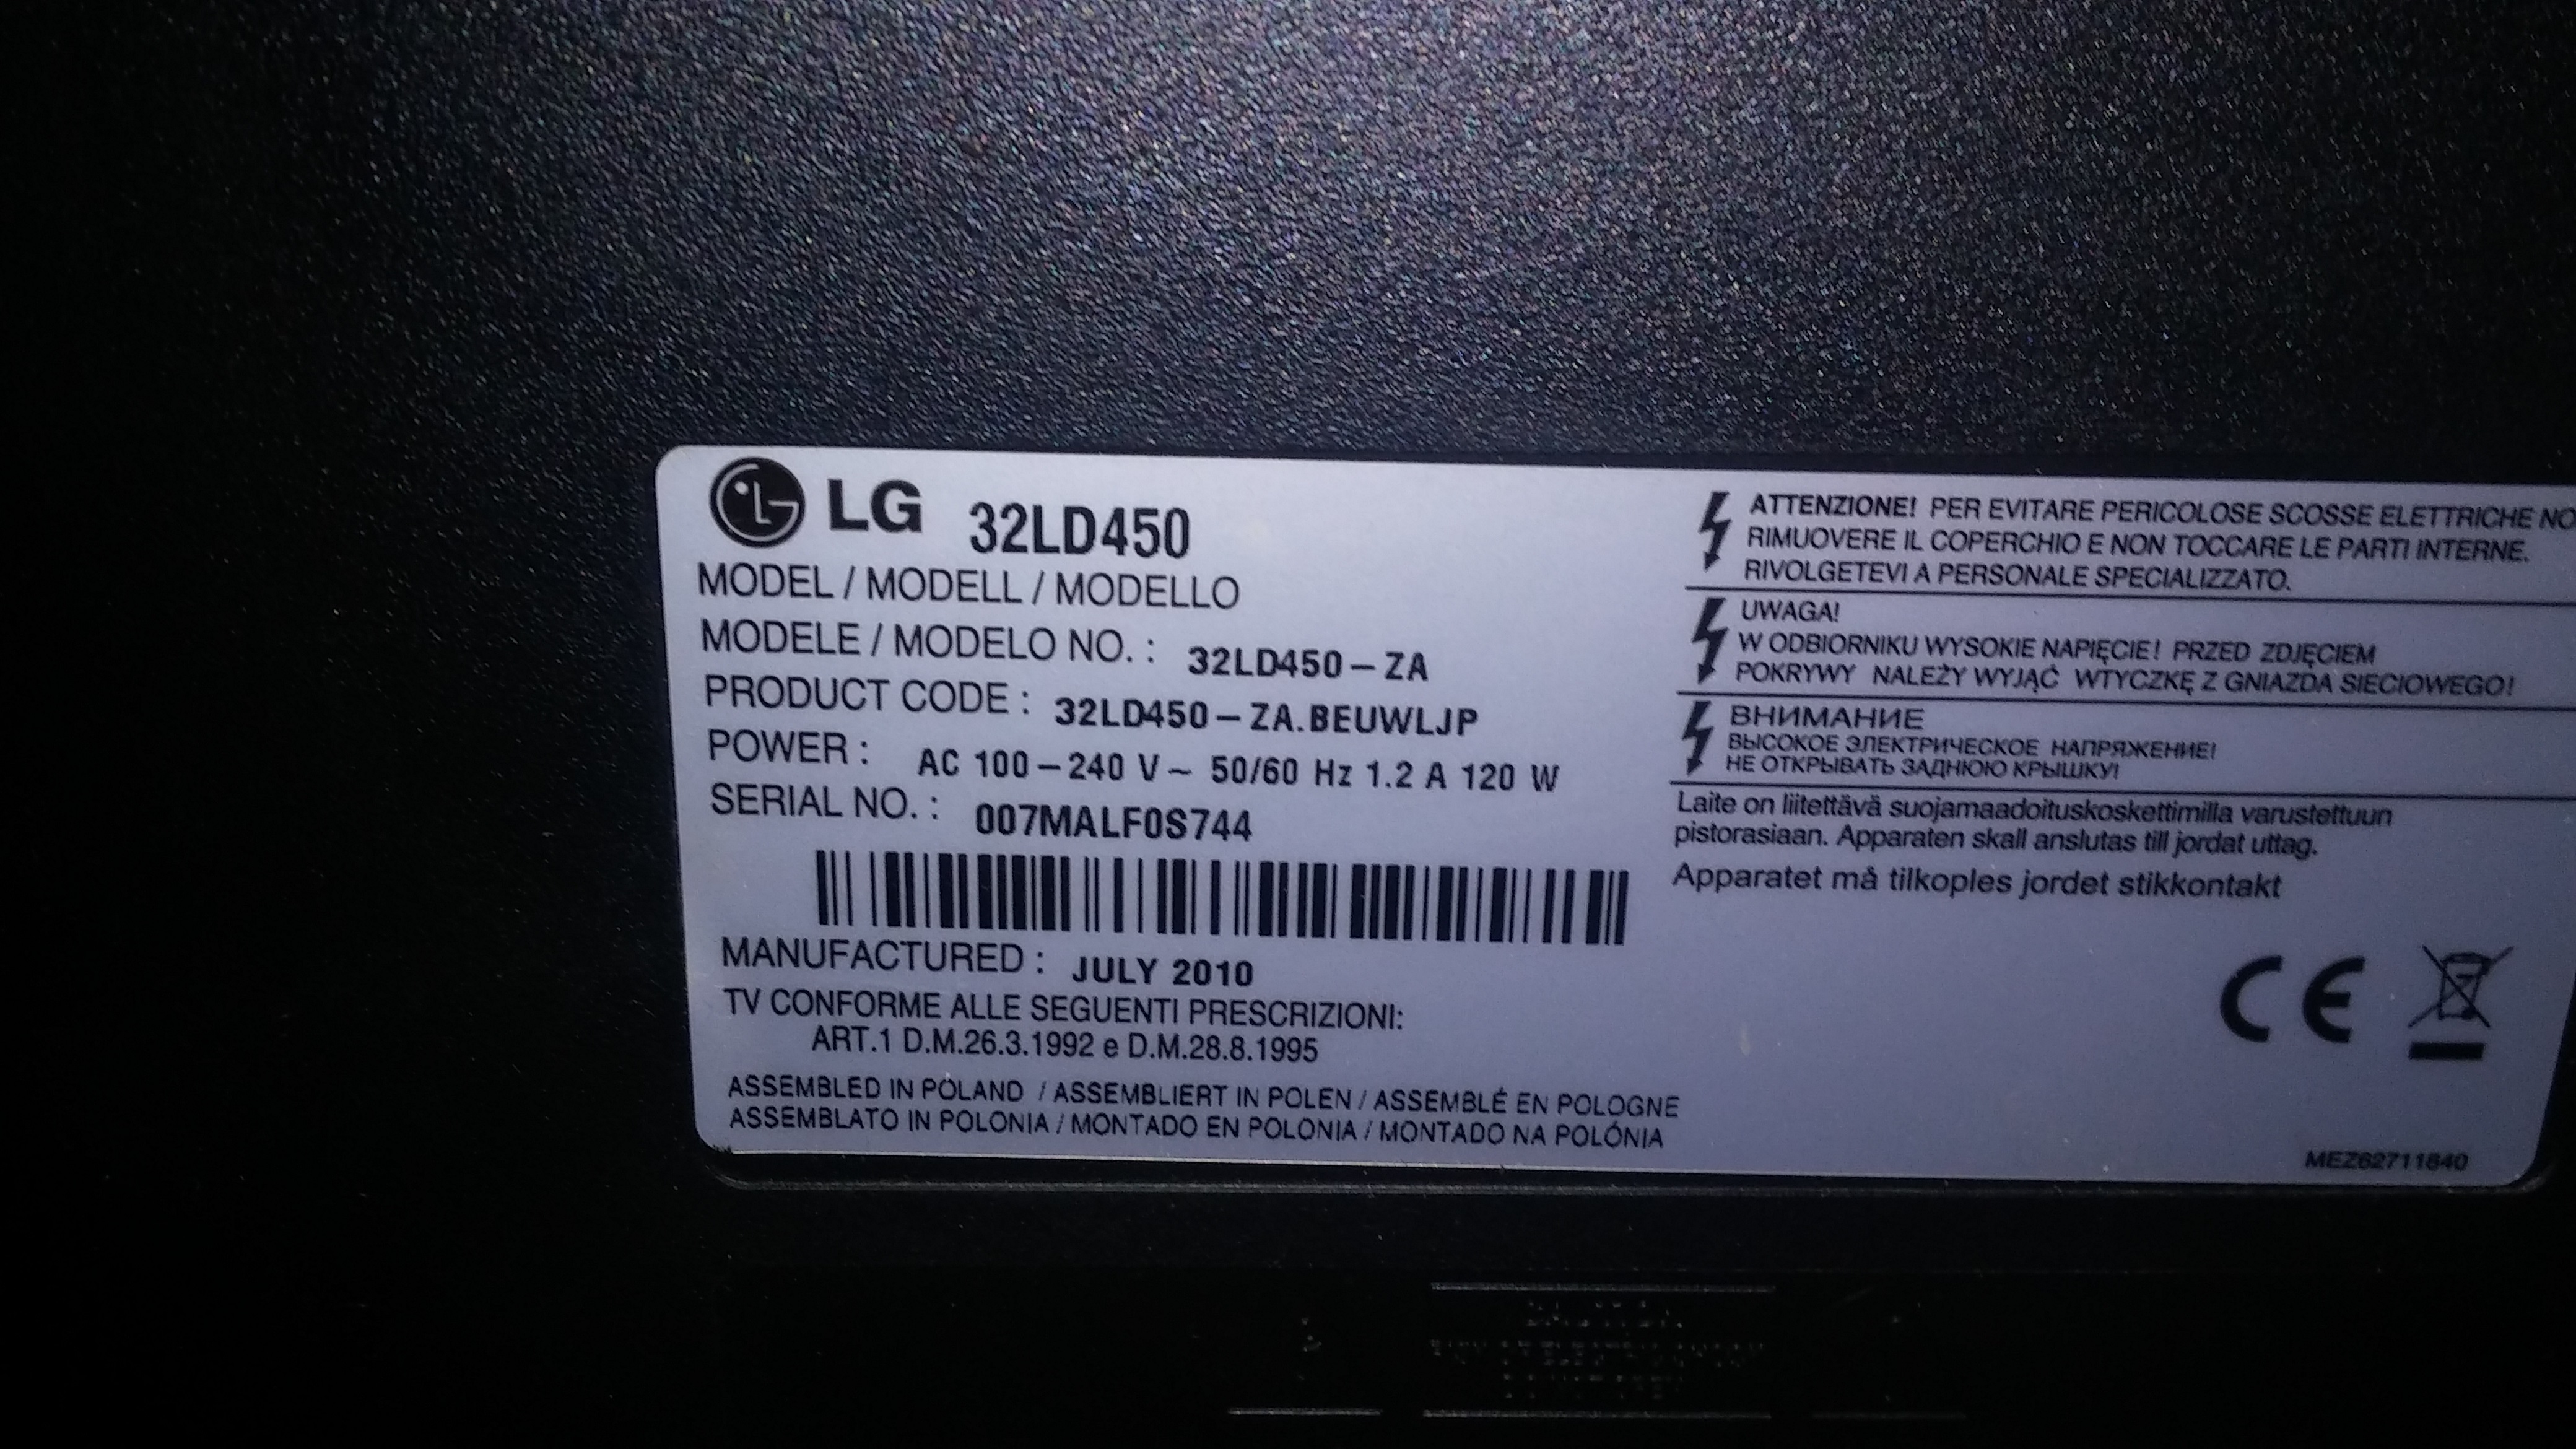 LG 32LD450
MODEL / MODELL / MODELLO
MODELE / MODELO NO. : 32LD450-ZA
PRODUCT CODE : 32LD450-ZA.BEUWLJP
POWER : AC 100-240 V~ 50/60 Hz 1.2 A 120 W
SERIAL NO. : 007MALF0S744
MANUFACTURED : JULY 2010
TV CONFORME ALLE SEGUENTI PRESCRIZIONI:
ART.1 D.M.26.3.1992 e D.M.28.8.1995
ASSEMBLED IN POLAND / ASSEMBLIERT IN POLEN / ASSEMBLÉ EN POLOGNE
ASSEMBLATO IN POLONIA / MONTADO EN POLONIA / MONTADO NA POLÓNIA
ATTENZIONE! PER EVITARE PERICOLOSE SCOSSE ELETTRICHE NO
RIMUOVERE IL COPERCHIO E NON TOCCARE LE PARTI INTERNE.
RIVOLGETEVI A PERSONALE SPECIALIZZATO.
UWAGA!
W ODBIORNIKU WYSOKIE NAPIĘCIE! PRZED ZDJĘCIEM
POKRYWY NALEŻY WYJĄĆ WTYCZKĘ Z GNIAZDA SIECIOWEGO!
ВНИМАНИЕ
ВЫСОКОЕ ЭЛЕКТРИЧЕСКОЕ НАПРЯЖЕНИЕ!
НЕ ОТКРЫВАТЬ ЗАДНЮЮ КРЫШКУ!
Laite on liitettävä suojamaadoituskoskettimilla varustettuun
pistorasiaan. Apparaten skall anslutas till jordat uttag.
Apparatet må tilkoples jordet stikkontakt
CE
MEZ62711640